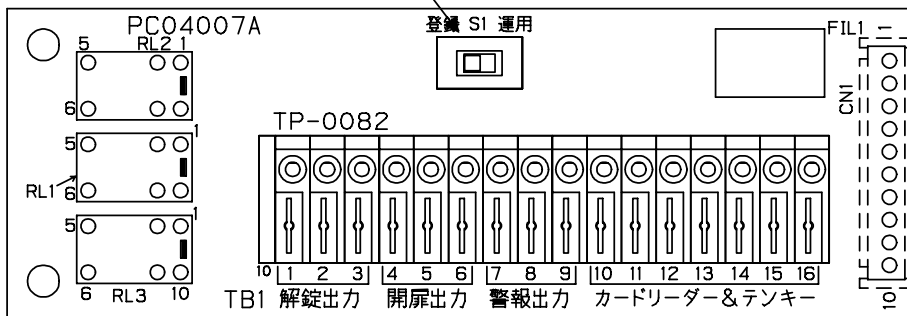 登録 S1 運用
PC04007A
5 RL2 1
6
FIL1
1
CN1
TP-0082
5 1
RL1
6
5 1
6 RL3 10
10 1 2 3 4 5 6 7 8 9 10 11 12 13 14 15 16
10
TB1 解錠出力 開扉出力 警報出力 カードリーダー&テンキー